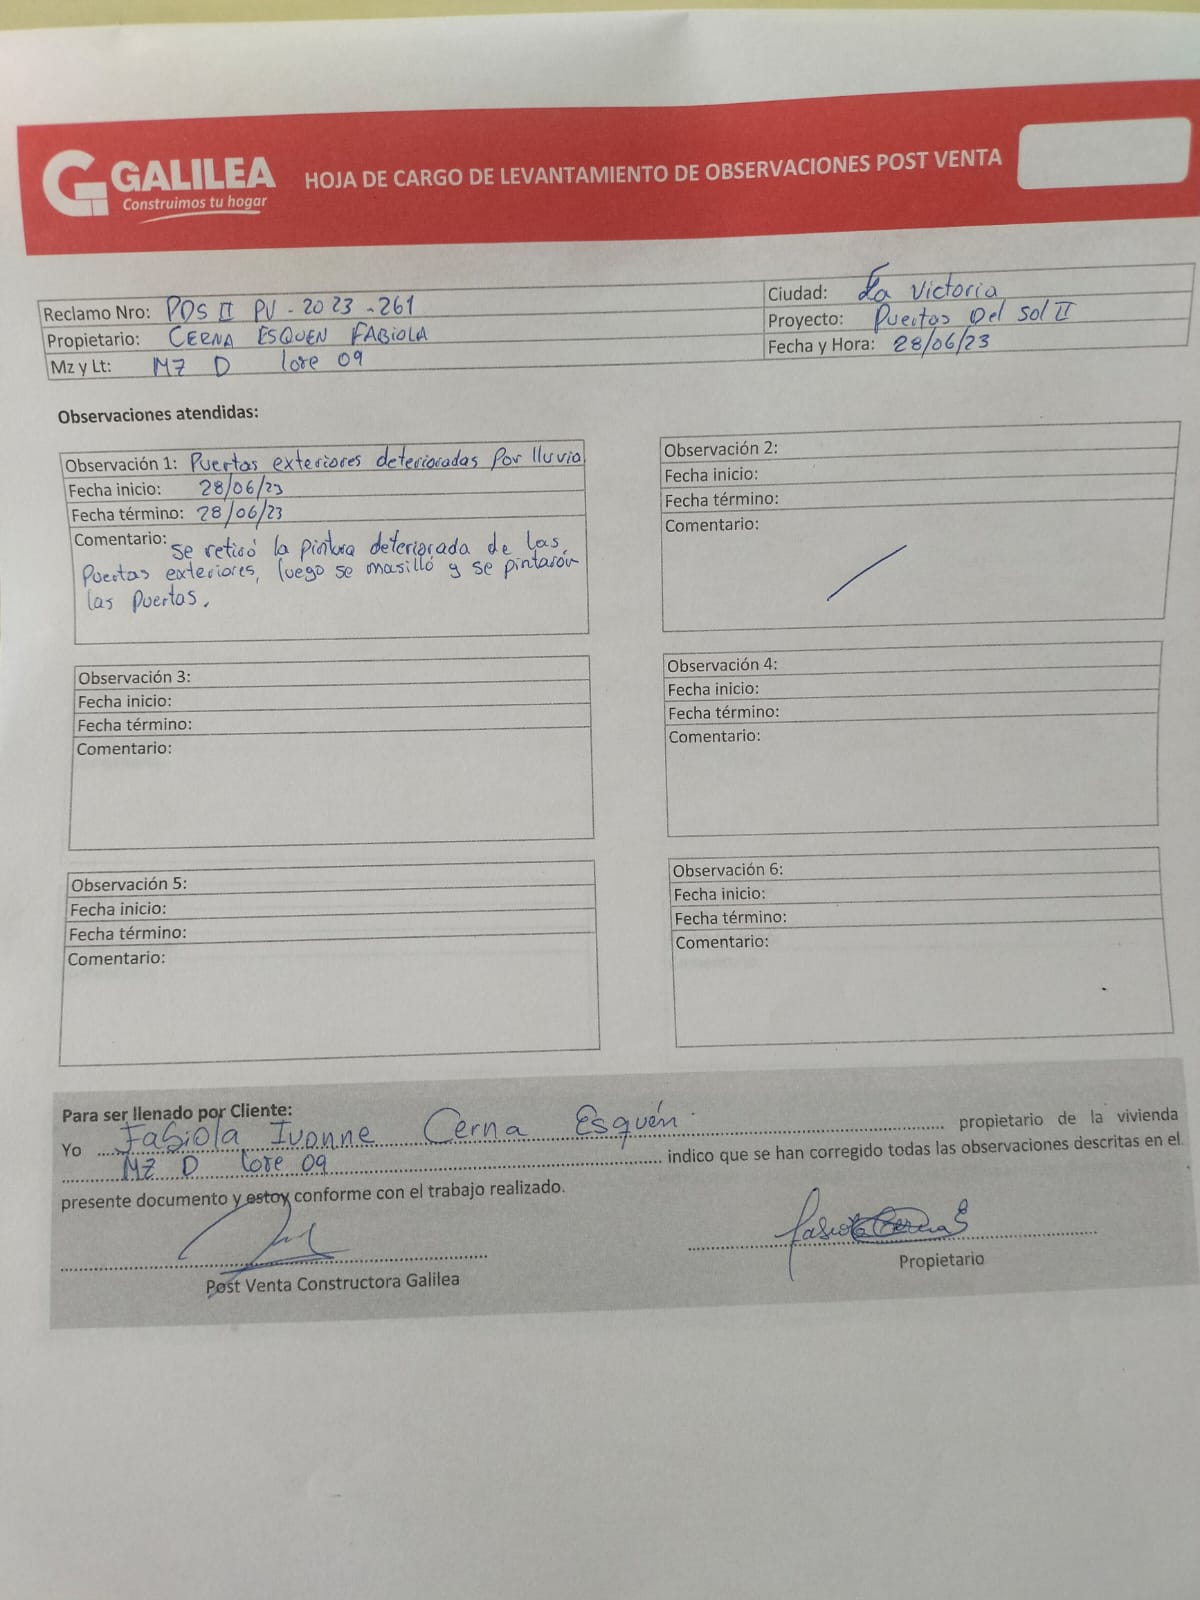 GALILEA
Construimos tu hogar
HOJA DE CARGO DE LEVANTAMIENTO DE OBSERVACIONES POST VENTA
Reclamo Nro: PDS II PV - 2023 - 261
Propietario: CERNA ESQUEN FABIOLA
Mz y Lt: MZ D Lote 09
Ciudad: La Victoria
Proyecto: Puertas Del Sol II
Fecha y Hora: 28/06/23
Observaciones atendidas:
Observación 1: Puertas exteriores deterioradas Por lluvia
Fecha inicio: 28/06/23
Fecha término: 28/06/23
Comentario: se retiró la pintura deteriorada de las
Puertas exteriores, luego se masilló y se pintarón
las puertas.
Observación 2:
Fecha inicio:
Fecha término:
Comentario:
Observación 3:
Fecha inicio:
Fecha término:
Comentario:
Observación 4:
Fecha inicio:
Fecha término:
Comentario:
Observación 5:
Fecha inicio:
Fecha término:
Comentario:
Observación 6:
Fecha inicio:
Fecha término:
Comentario:
Para ser llenado por Cliente:
Yo Fabiola Ivonne Cerna Esquén propietario de la vivienda
MZ D Lote 09 indico que se han corregido todas las observaciones descritas en el
presente documento y estoy conforme con el trabajo realizado.
Fabiola Cerna E
Post Venta Constructora Galilea
Propietario